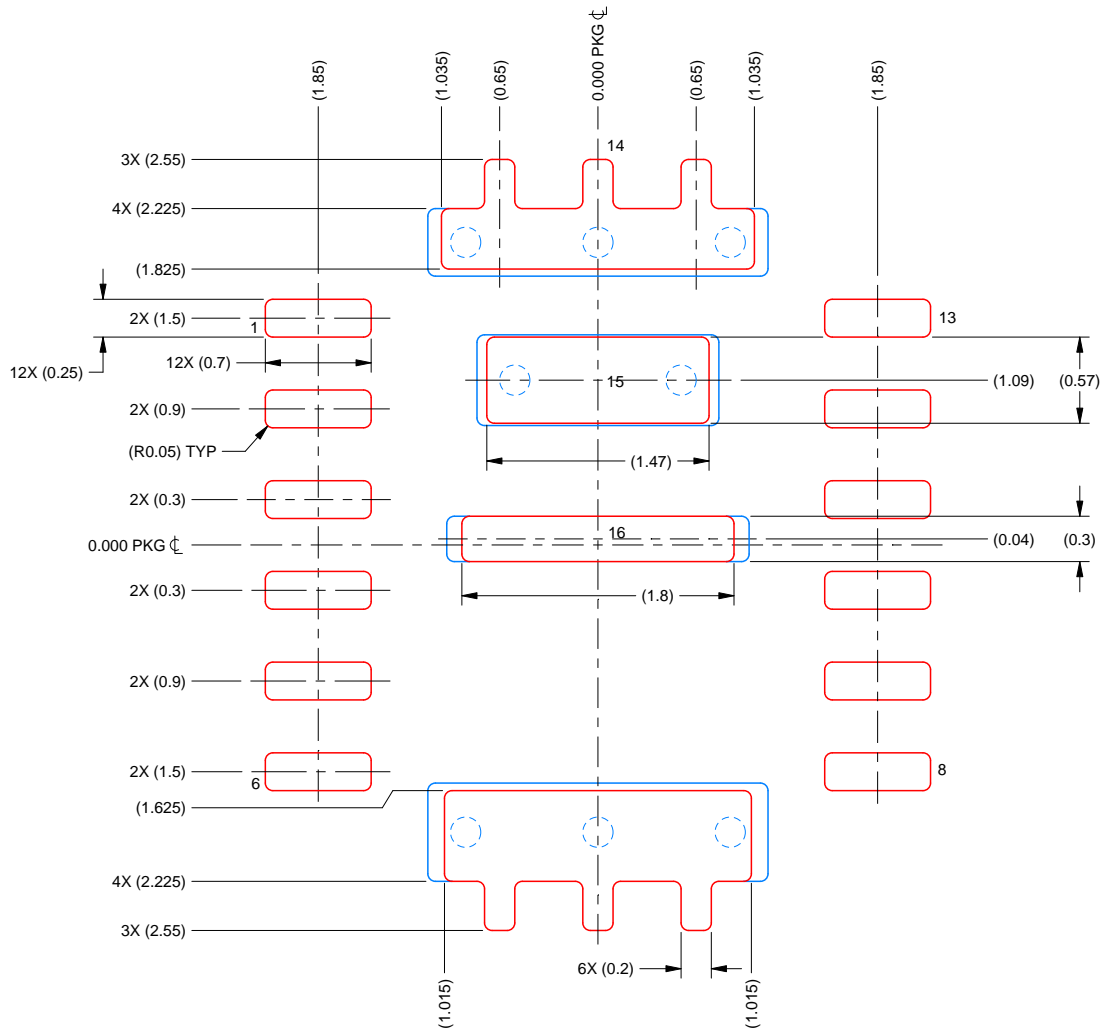 (1.85)
(1.035)
(0.65)
0.000 PKG ℄
(1.035)
(1.85)
3X (2.55)
14
4X (2.225)
(1.825)
2X (1.5)
1
13
12X (0.25)
12X (0.7)
15
(1.09)
(0.57)
2X (0.9)
(R0.05) TYP
(1.47)
2X (0.3)
16
0.000 PKG ℄
(0.04)
(0.3)
2X (0.3)
(1.8)
2X (0.9)
2X (1.5)
6
8
(1.625)
4X (2.225)
3X (2.55)
6X (0.2)
(1.015)
(1.015)